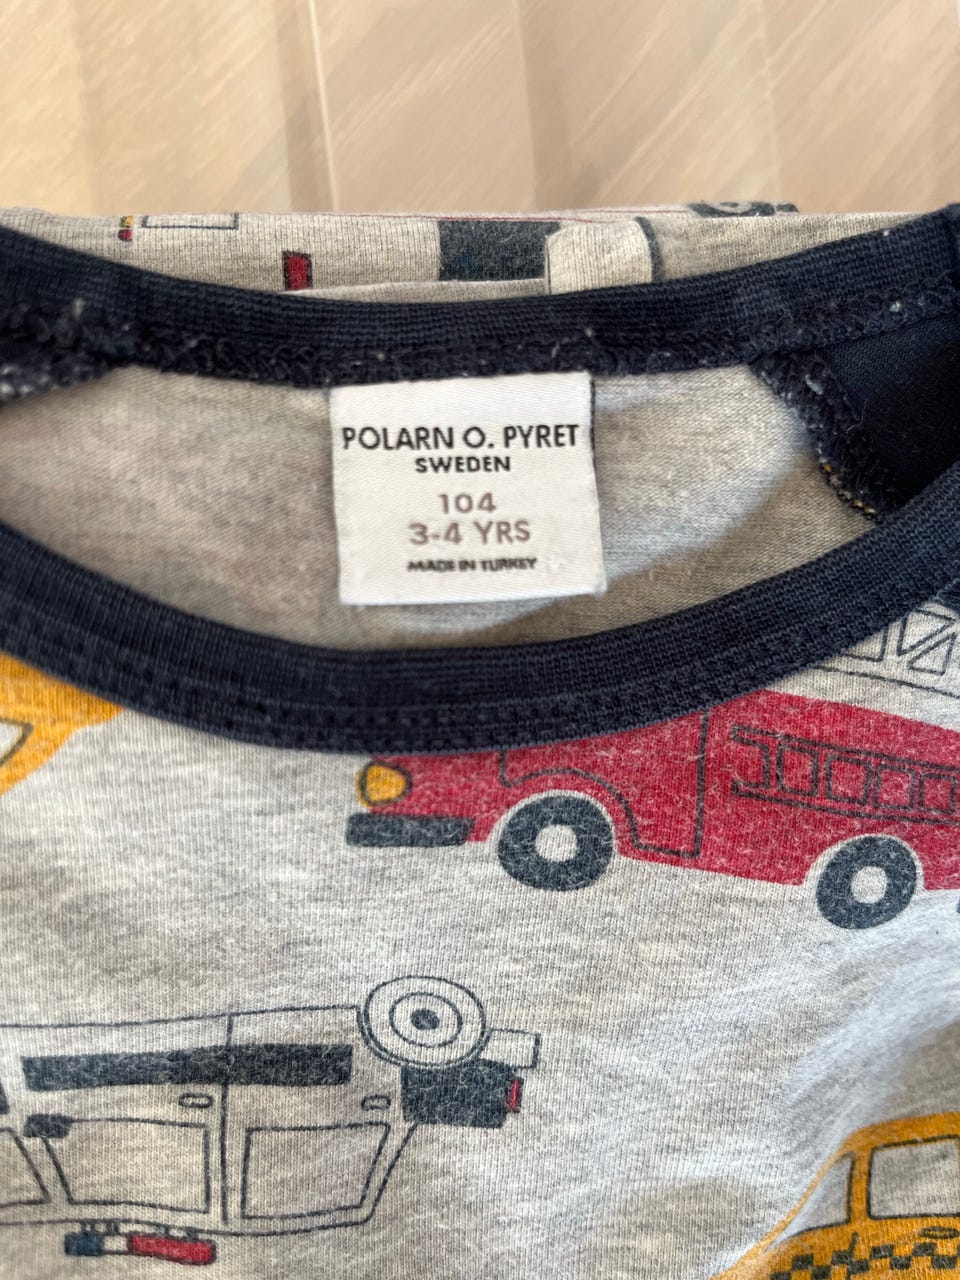 POLARN O. PYRET
SWEDEN
104
3-4 YRS
MADE IN TURKEY